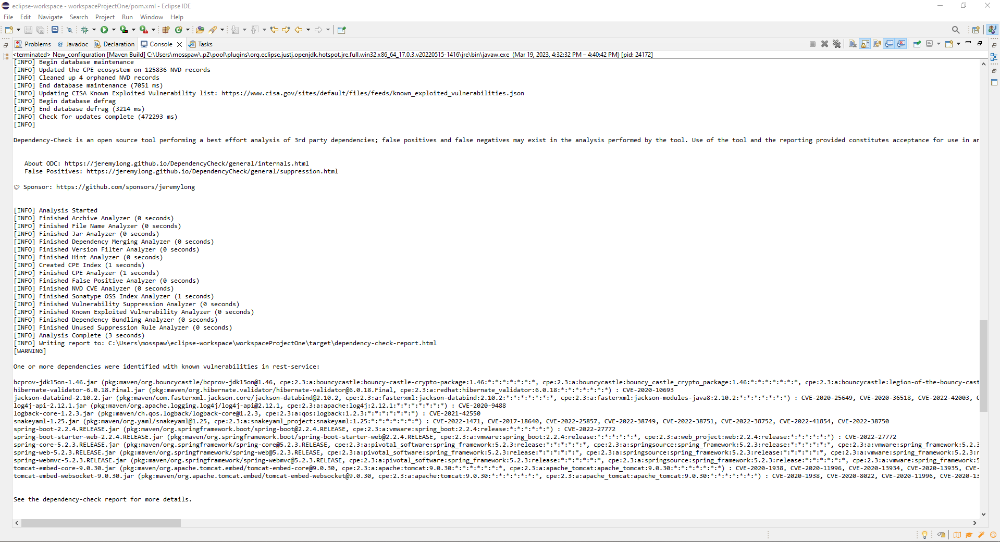 eclipse-workspace - workspaceProjectOne/pom.xml - Eclipse IDE
File Edit Navigate Search Project Run Window Help
Problems @ Javadoc Declaration Console Tasks
<terminated> New_configuration [Maven Build] C:\Users\mosspaw\.p2\pool\plugins\org.eclipse.justj.openjdk.hotspot.jre.full.win32.x86_64_17.0.3.v20220515-1416\jre\bin\javaw.exe (Mar 19, 2023, 4:32:32 PM – 4:40:42 PM) [pid: 24172]
[INFO] Begin database maintenance
[INFO] Updated the CPE ecosystem on 125836 NVD records
[INFO] Cleaned up 4 orphaned NVD records
[INFO] End database maintenance (7051 ms)
[INFO] Updating CISA Known Exploited Vulnerability list: https://www.cisa.gov/sites/default/files/feeds/known_exploited_vulnerabilities.json
[INFO] Begin database defrag
[INFO] End database defrag (3214 ms)
[INFO] Check for updates complete (472293 ms)
[INFO]
Dependency-Check is an open source tool performing a best effort analysis of 3rd party dependencies; false positives and false negatives may exist in the analysis performed by the tool. Use of the tool and the reporting provided constitutes acceptance for use in an
About ODC: https://jeremylong.github.io/DependencyCheck/general/internals.html
False Positives: https://jeremylong.github.io/DependencyCheck/general/suppression.html
Sponsor: https://github.com/sponsors/jeremylong
[INFO] Analysis Started
[INFO] Finished Archive Analyzer (0 seconds)
[INFO] Finished File Name Analyzer (0 seconds)
[INFO] Finished Jar Analyzer (0 seconds)
[INFO] Finished Dependency Merging Analyzer (0 seconds)
[INFO] Finished Version Filter Analyzer (0 seconds)
[INFO] Finished Hint Analyzer (0 seconds)
[INFO] Created CPE Index (1 seconds)
[INFO] Finished CPE Analyzer (1 seconds)
[INFO] Finished False Positive Analyzer (0 seconds)
[INFO] Finished NVD CVE Analyzer (0 seconds)
[INFO] Finished Sonatype OSS Index Analyzer (1 seconds)
[INFO] Finished Vulnerability Suppression Analyzer (0 seconds)
[INFO] Finished Known Exploited Vulnerability Analyzer (0 seconds)
[INFO] Finished Dependency Bundling Analyzer (0 seconds)
[INFO] Finished Unused Suppression Rule Analyzer (0 seconds)
[INFO] Analysis Complete (3 seconds)
[INFO] Writing report to: C:\Users\mosspaw\eclipse-workspace\workspaceProjectOne\target\dependency-check-report.html
[WARNING]
One or more dependencies were identified with known vulnerabilities in rest-service:
bcprov-jdk15on-1.46.jar (pkg:maven/org.bouncycastle/bcprov-jdk15on@1.46, cpe:2.3:a:bouncycastle:bouncy-castle-crypto-package:1.46:*:*:*:*:*:*:*, cpe:2.3:a:bouncycastle:bouncy_castle_crypto_package:1.46:*:*:*:*:*:*:*, cpe:2.3:a:bouncycastle:legion-of-the-bouncy-cast
hibernate-validator-6.0.18.Final.jar (pkg:maven/org.hibernate.validator/hibernate-validator@6.0.18.Final, cpe:2.3:a:redhat:hibernate_validator:6.0.18:*:*:*:*:*:*:*) : CVE-2020-10693
jackson-databind-2.10.2.jar (pkg:maven/com.fasterxml.jackson.core/jackson-databind@2.10.2, cpe:2.3:a:fasterxml:jackson-databind:2.10.2:*:*:*:*:*:*:*, cpe:2.3:a:fasterxml:jackson-modules-java8:2.10.2:*:*:*:*:*:*:*) : CVE-2020-25649, CVE-2020-36518, CVE-2022-42003, C
log4j-api-2.12.1.jar (pkg:maven/org.apache.logging.log4j/log4j-api@2.12.1, cpe:2.3:a:apache:log4j:2.12.1:*:*:*:*:*:*:*) : CVE-2020-9488
logback-core-1.2.3.jar (pkg:maven/ch.qos.logback/logback-core@1.2.3, cpe:2.3:a:qos:logback:1.2.3:*:*:*:*:*:*:*) : CVE-2021-42550
snakeyaml-1.25.jar (pkg:maven/org.yaml/snakeyaml@1.25, cpe:2.3:a:snakeyaml_project:snakeyaml:1.25:*:*:*:*:*:*:*) : CVE-2022-1471, CVE-2017-18640, CVE-2022-25857, CVE-2022-38749, CVE-2022-38751, CVE-2022-38752, CVE-2022-41854, CVE-2022-38750
spring-boot-2.2.4.RELEASE.jar (pkg:maven/org.springframework.boot/spring-boot@2.2.4.RELEASE, cpe:2.3:a:vmware:spring_boot:2.2.4:release:*:*:*:*:*:*) : CVE-2022-27772
spring-boot-starter-web-2.2.4.RELEASE.jar (pkg:maven/org.springframework.boot/spring-boot-starter-web@2.2.4.RELEASE, cpe:2.3:a:vmware:spring_boot:2.2.4:release:*:*:*:*:*:*, cpe:2.3:a:web_project:web:2.2.4:release:*:*:*:*:*:*) : CVE-2022-27772
spring-core-5.2.3.RELEASE.jar (pkg:maven/org.springframework/spring-core@5.2.3.RELEASE, cpe:2.3:a:pivotal_software:spring_framework:5.2.3:release:*:*:*:*:*:*, cpe:2.3:a:springsource:spring_framework:5.2.3:release:*:*:*:*:*:*, cpe:2.3:a:vmware:spring_framework:5.2.3
spring-web-5.2.3.RELEASE.jar (pkg:maven/org.springframework/spring-web@5.2.3.RELEASE, cpe:2.3:a:pivotal_software:spring_framework:5.2.3:release:*:*:*:*:*:*, cpe:2.3:a:springsource:spring_framework:5.2.3:release:*:*:*:*:*:*, cpe:2.3:a:vmware:spring_framework:5.2.3:r
spring-webmvc-5.2.3.RELEASE.jar (pkg:maven/org.springframework/spring-webmvc@5.2.3.RELEASE, cpe:2.3:a:pivotal_software:spring_framework:5.2.3:release:*:*:*:*:*:*, cpe:2.3:a:springsource:spring_framework:5.2.3:release:*:*:*:*:*:*, cpe:2.3:a:vmware:spring_framework:5
tomcat-embed-core-9.0.30.jar (pkg:maven/org.apache.tomcat.embed/tomcat-embed-core@9.0.30, cpe:2.3:a:apache:tomcat:9.0.30:*:*:*:*:*:*:*, cpe:2.3:a:apache_tomcat:apache_tomcat:9.0.30:*:*:*:*:*:*:*) : CVE-2020-1938, CVE-2020-11996, CVE-2020-13934, CVE-2020-13935, CVE-
tomcat-embed-websocket-9.0.30.jar (pkg:maven/org.apache.tomcat.embed/tomcat-embed-websocket@9.0.30, cpe:2.3:a:apache:tomcat:9.0.30:*:*:*:*:*:*:*, cpe:2.3:a:apache_tomcat:apache_tomcat:9.0.30:*:*:*:*:*:*:*) : CVE-2020-1938, CVE-2020-8022, CVE-2020-11996, CVE-2020-13
See the dependency-check report for more details.